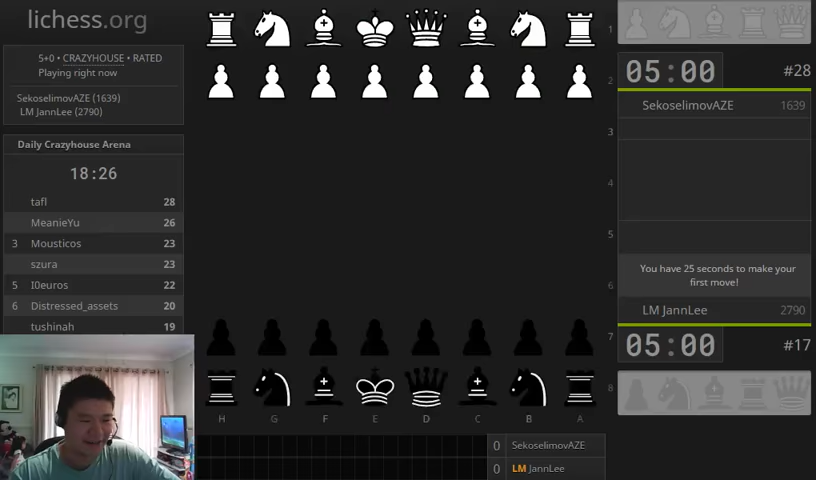 lichess.org
5+0 • CRAZYHOUSE • RATED
Playing right now
SekoselimovAZE (1639)
LM JannLee (2790)
Daily Crazyhouse Arena
18:26
tafl 28
MeanieYu 26
3 Mousticos 23
szura 23
5 I0euros 22
6 Distressed_assets 20
tushinah 19
1
2
3
4
5
6
7
8
H G F E D C B A
05:00 #28
SekoselimovAZE 1639
You have 25 seconds to make your
first move!
LM JannLee 2790
05:00 #17
0 SekoselimovAZE
0 LM JannLee